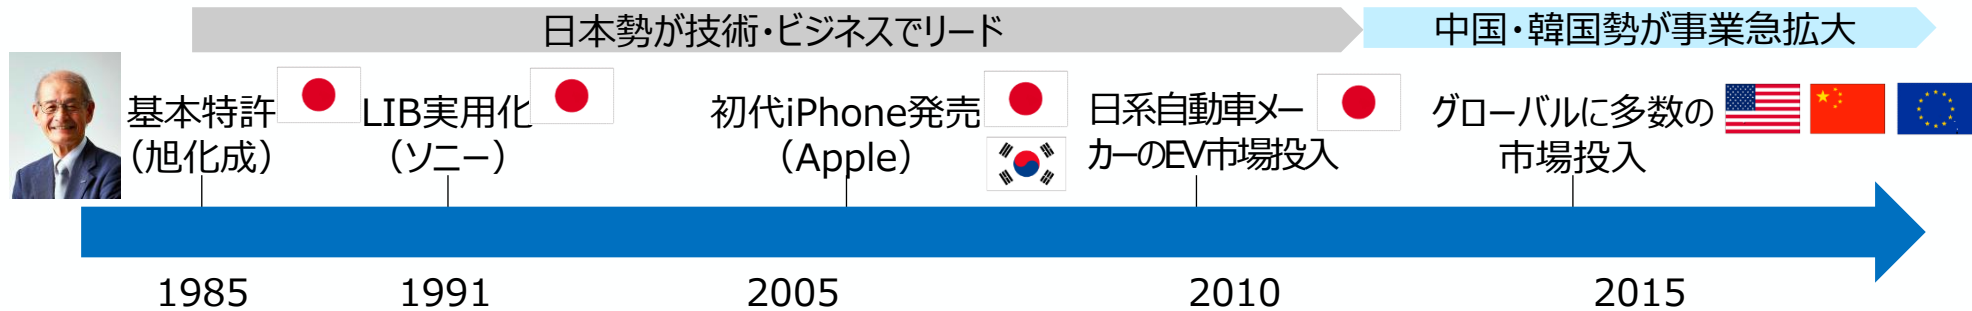 日本勢が技術・ビジネスでリード
中国・韓国勢が事業急拡大
基本特許
（旭化成）
LIB実用化
（ソニー）
初代iPhone発売
（Apple）
日系自動車メー
カーのEV市場投入
グローバルに多数の
市場投入
1985
1991
2005
2010
2015